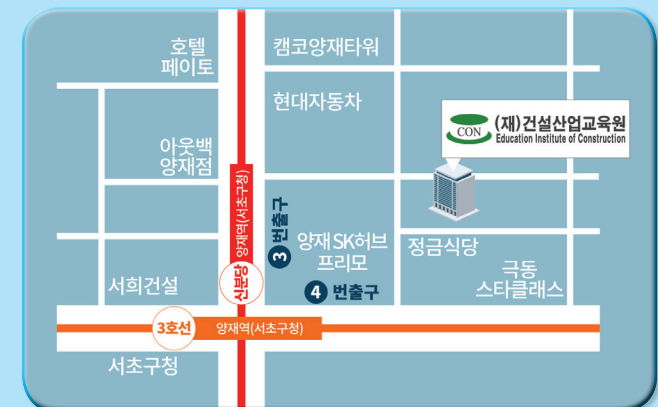 호텔
페이토
캠코양재타워
현대자동차
CON
(재)건설산업교육원
Education Institute of Construction
아웃백
양재점
양재역(서초구청)
신분당
3 번출구
양재 SK허브
프리모
정금식당
극동
스타클래스
서희건설
4 번출구
3호선
양재역(서초구청)
서초구청